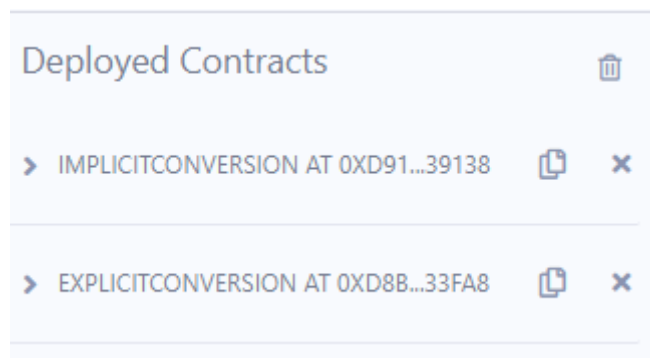 Deployed Contracts
IMPLICITCONVERSION AT 0XD91...39138
EXPLICITCONVERSION AT 0XD8B...33FA8